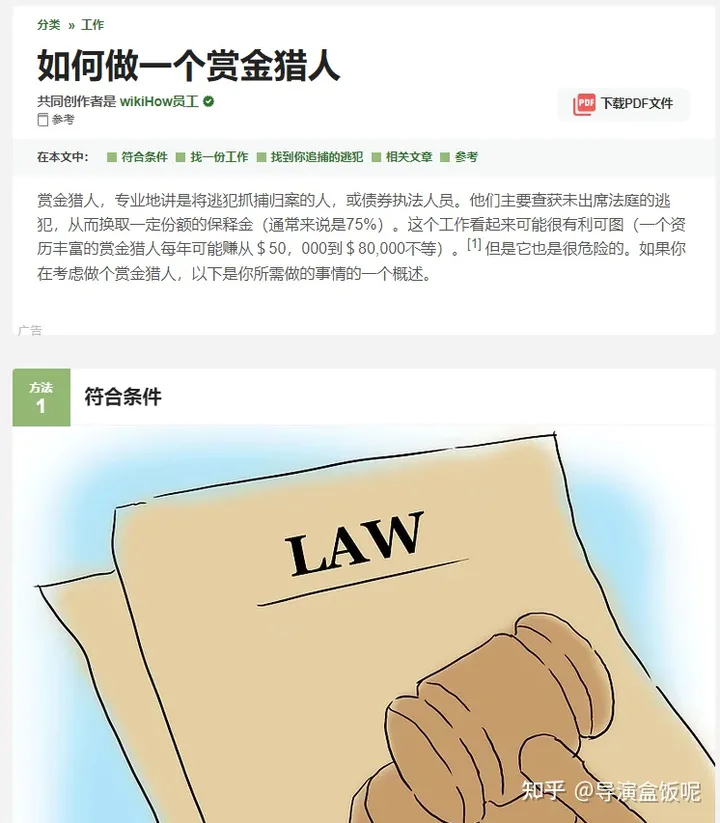 分类 » 工作
如何做一个赏金猎人
共同创作者是 wikiHow员工
参考
PDF 下载PDF文件
在本文中： 符合条件 找一份工作 找到你追捕的逃犯 相关文章 参考
赏金猎人，专业地讲是将逃犯抓捕归案的人，或债券执法人员。他们主要查获未出席法庭的逃
犯，从而换取一定份额的保释金（通常来说是75%）。这个工作看起来可能很有利可图（一个资
历丰富的赏金猎人每年可能赚从＄50，000到＄80,000不等）。[1] 但是它也是很危险的。如果你
在考虑做个赏金猎人，以下是你所需做的事情的一个概述。
广告
方法
1
符合条件
LAW
知乎 @导演盒饭呢